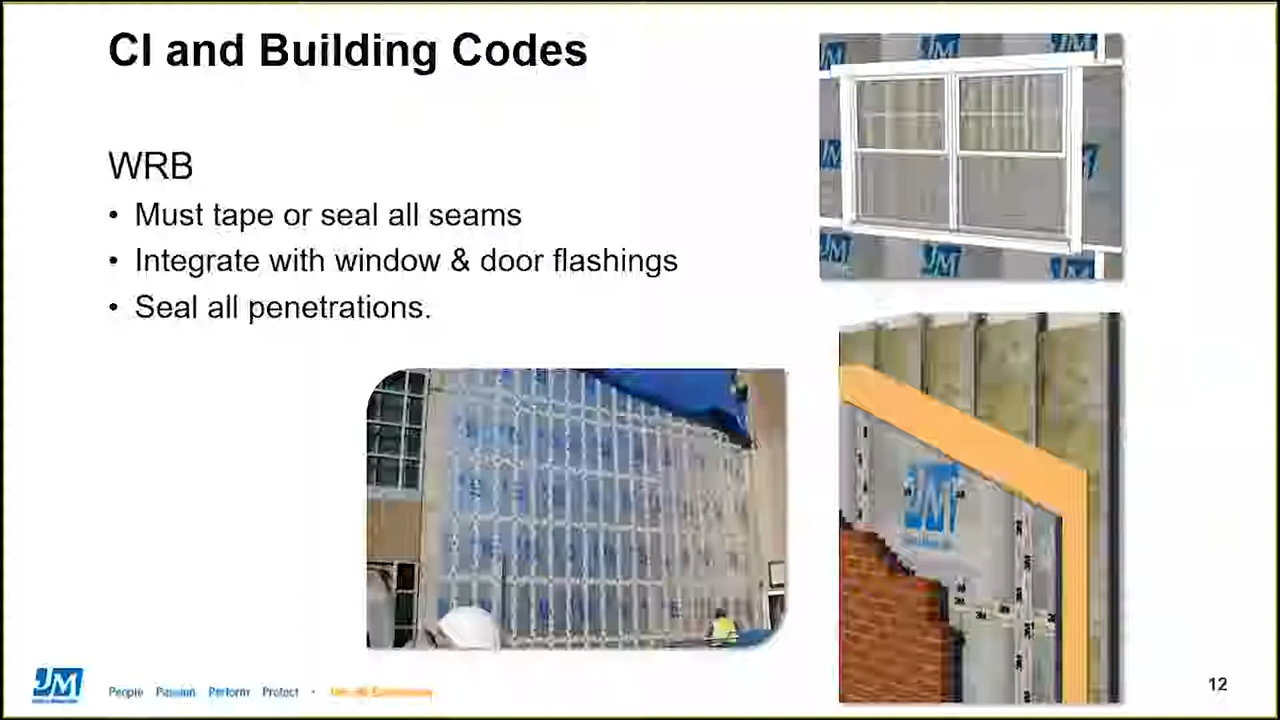 CI and Building Codes
WRB
• Must tape or seal all seams
• Integrate with window & door flashings
• Seal all penetrations.
JM
People Passion Perform Protect
12